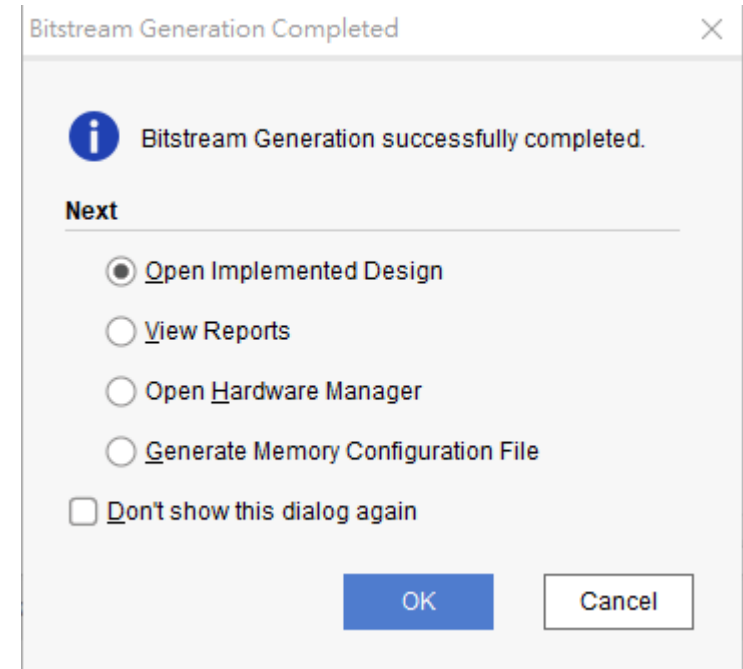 Bitstream Generation Completed
Bitstream Generation successfully completed.
Next
Open Implemented Design
View Reports
Open Hardware Manager
Generate Memory Configuration File
Don't show this dialog again
OK
Cancel